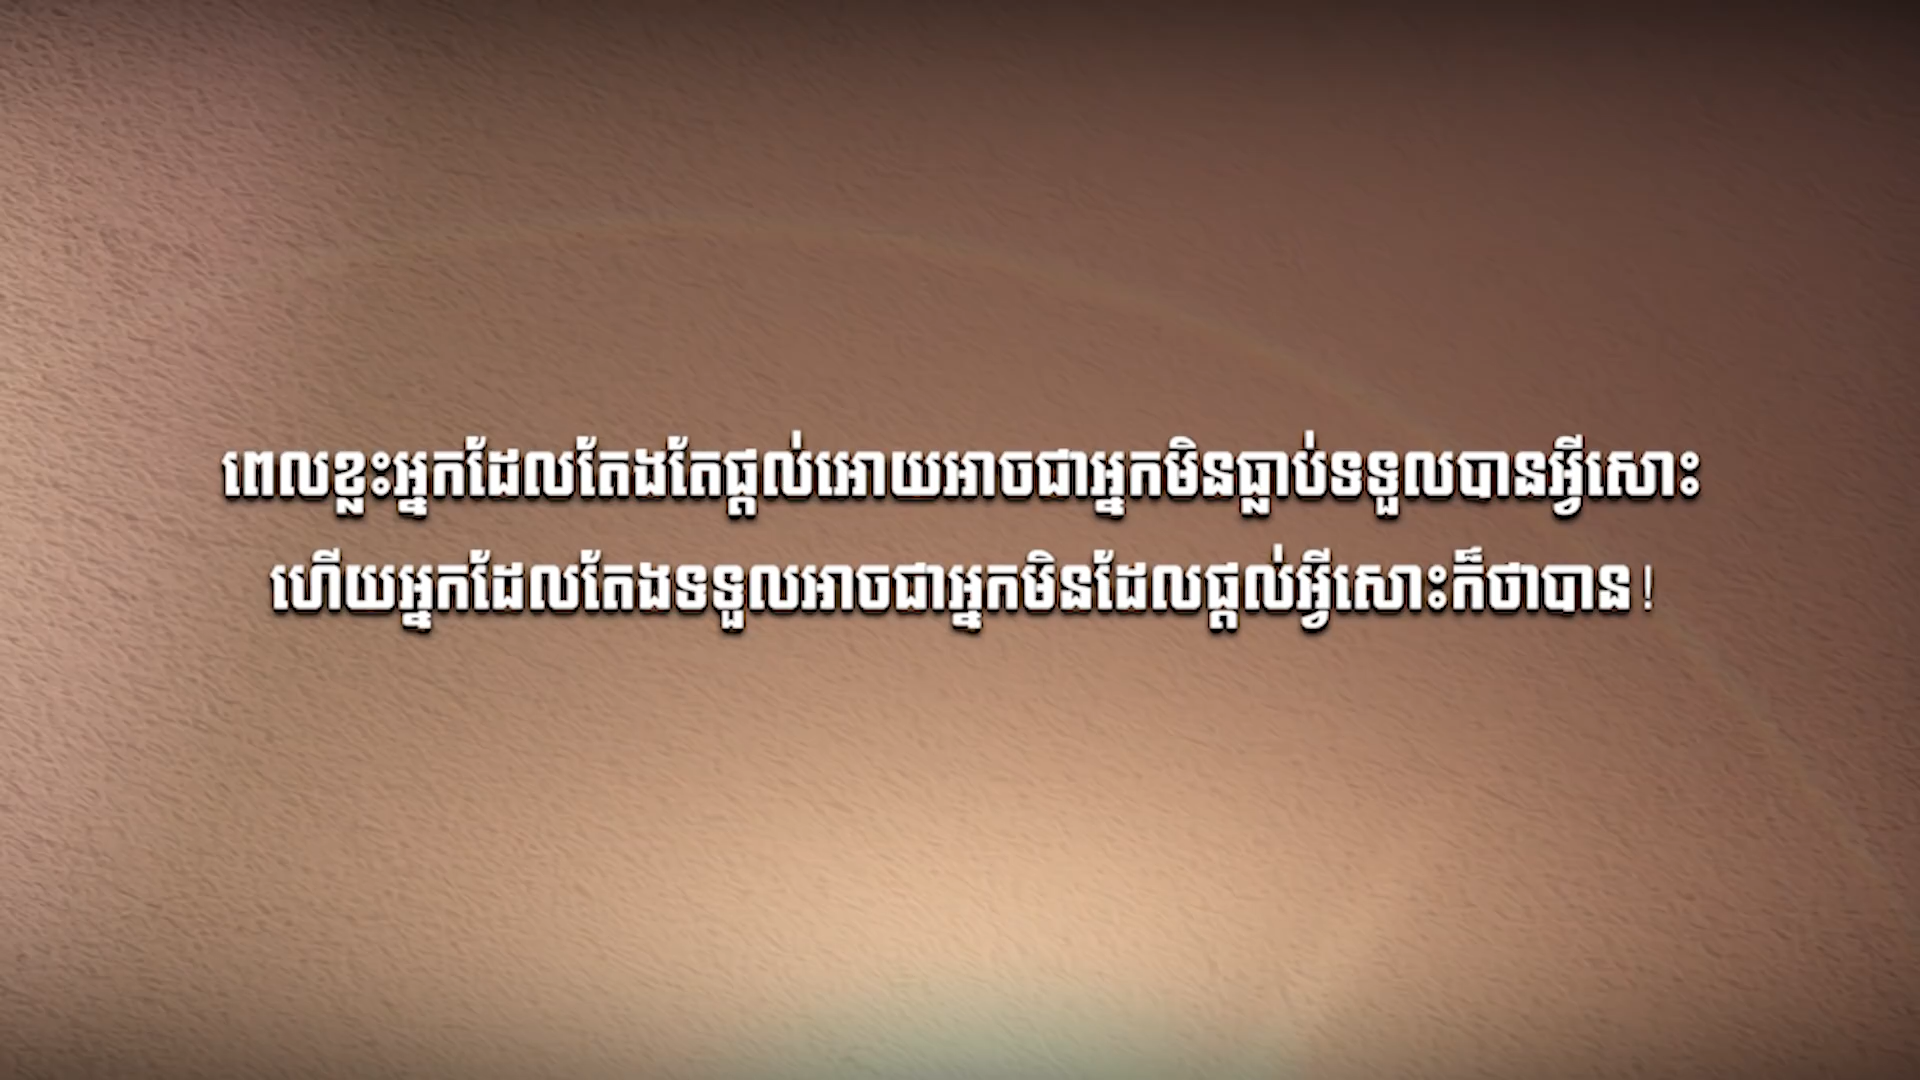 ពេលខ្លះអ្នកដែលតែងតែផ្តល់អោយអាចជាអ្នកមិនធ្លាប់ទទួលបានអ្វីសោះ
ហើយអ្នកដែលតែងទទួលអាចជាអ្នកមិនដែលផ្តល់អ្វីសោះក៏ថាបាន!